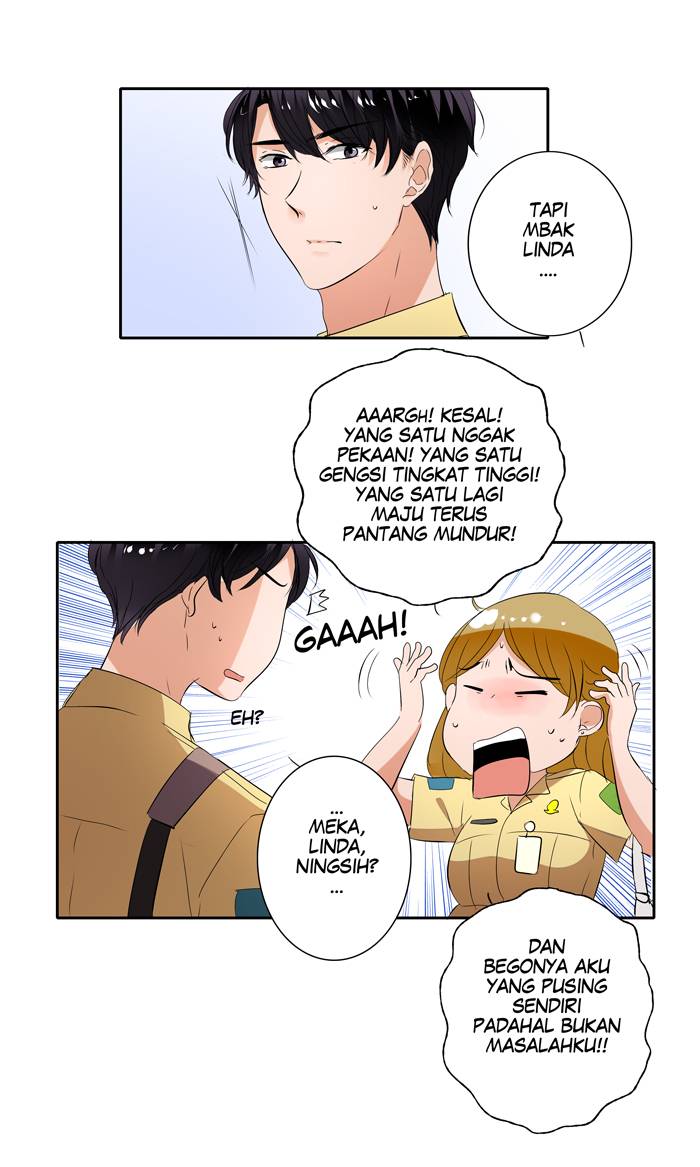 TAPI
MBAK
LINDA
....
AAARGH! KESAL!
YANG SATU NGGAK
PEKAAN! YANG SATU
GENGSI TINGKAT TINGGI!
YANG SATU LAGI
MAJU TERUS
PANTANG MUNDUR!
GAAAH!
EH?
...
MEKA,
LINDA,
NINGSIH?
...
DAN
BEGONYA AKU
YANG PUSING
SENDIRI
PADAHAL BUKAN
MASALAHKU!!